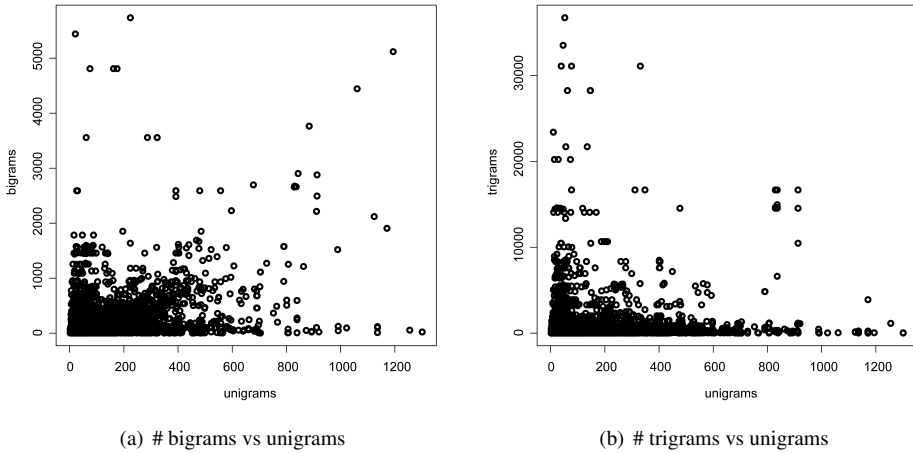 5000
4000
3000
2000
1000
0
bigrams
0 200 400 600 800 1000 1200
unigrams
30000
20000
10000
0
trigrams
0 200 400 600 800 1000 1200
unigrams
(a) # bigrams vs unigrams
(b) # trigrams vs unigrams